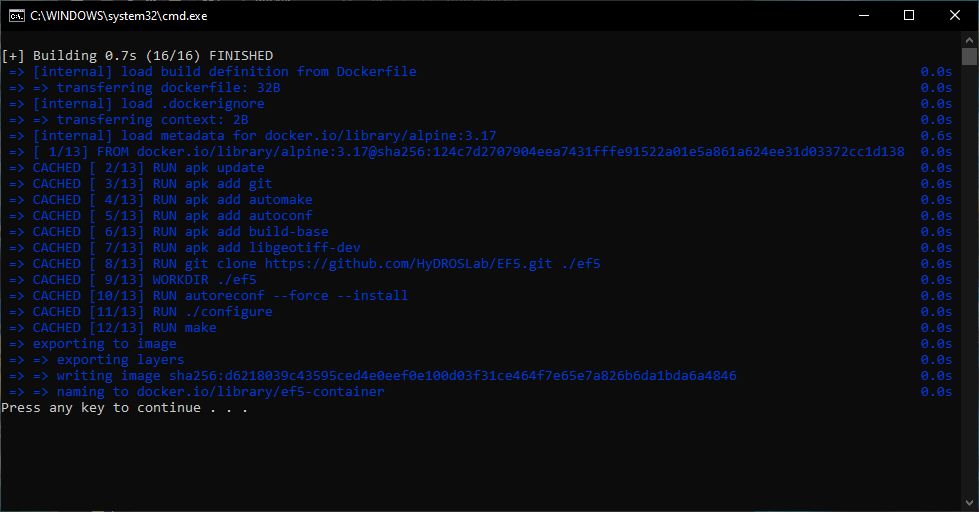 C:\WINDOWS\system32\cmd.exe
[+] Building 0.7s (16/16) FINISHED
=> [internal] load build definition from Dockerfile 0.0s
=> => transferring dockerfile: 32B 0.0s
=> [internal] load .dockerignore 0.0s
=> => transferring context: 2B 0.0s
=> [internal] load metadata for docker.io/library/alpine:3.17 0.6s
=> [ 1/13] FROM docker.io/library/alpine:3.17@sha256:124c7d2707904eea7431fffe91522a01e5a861a624ee31d03372cc1d138 0.0s
=> CACHED [ 2/13] RUN apk update 0.0s
=> CACHED [ 3/13] RUN apk add git 0.0s
=> CACHED [ 4/13] RUN apk add automake 0.0s
=> CACHED [ 5/13] RUN apk add autoconf 0.0s
=> CACHED [ 6/13] RUN apk add build-base 0.0s
=> CACHED [ 7/13] RUN apk add libgeotiff-dev 0.0s
=> CACHED [ 8/13] RUN git clone https://github.com/HyDROSLab/EF5.git ./ef5 0.0s
=> CACHED [ 9/13] WORKDIR ./ef5 0.0s
=> CACHED [10/13] RUN autoreconf --force --install 0.0s
=> CACHED [11/13] RUN ./configure 0.0s
=> CACHED [12/13] RUN make 0.0s
=> exporting to image 0.0s
=> => exporting layers 0.0s
=> => writing image sha256:d6218039c43595ced4e0eef0e100d03f31ce464f7e65e7a826b6da1bda6a4846 0.0s
=> => naming to docker.io/library/ef5-container 0.0s
Press any key to continue . . .